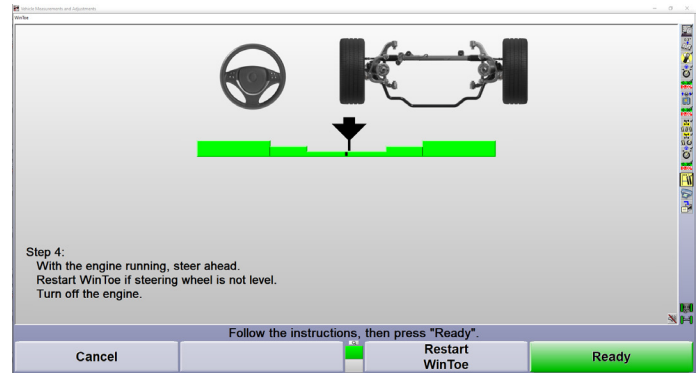 Vehicle Measurements and Adjustments
WinToe
Step 4:
With the engine running, steer ahead.
Restart WinToe if steering wheel is not level.
Turn off the engine.
Follow the instructions, then press "Ready".
Cancel
Restart
WinToe
Ready